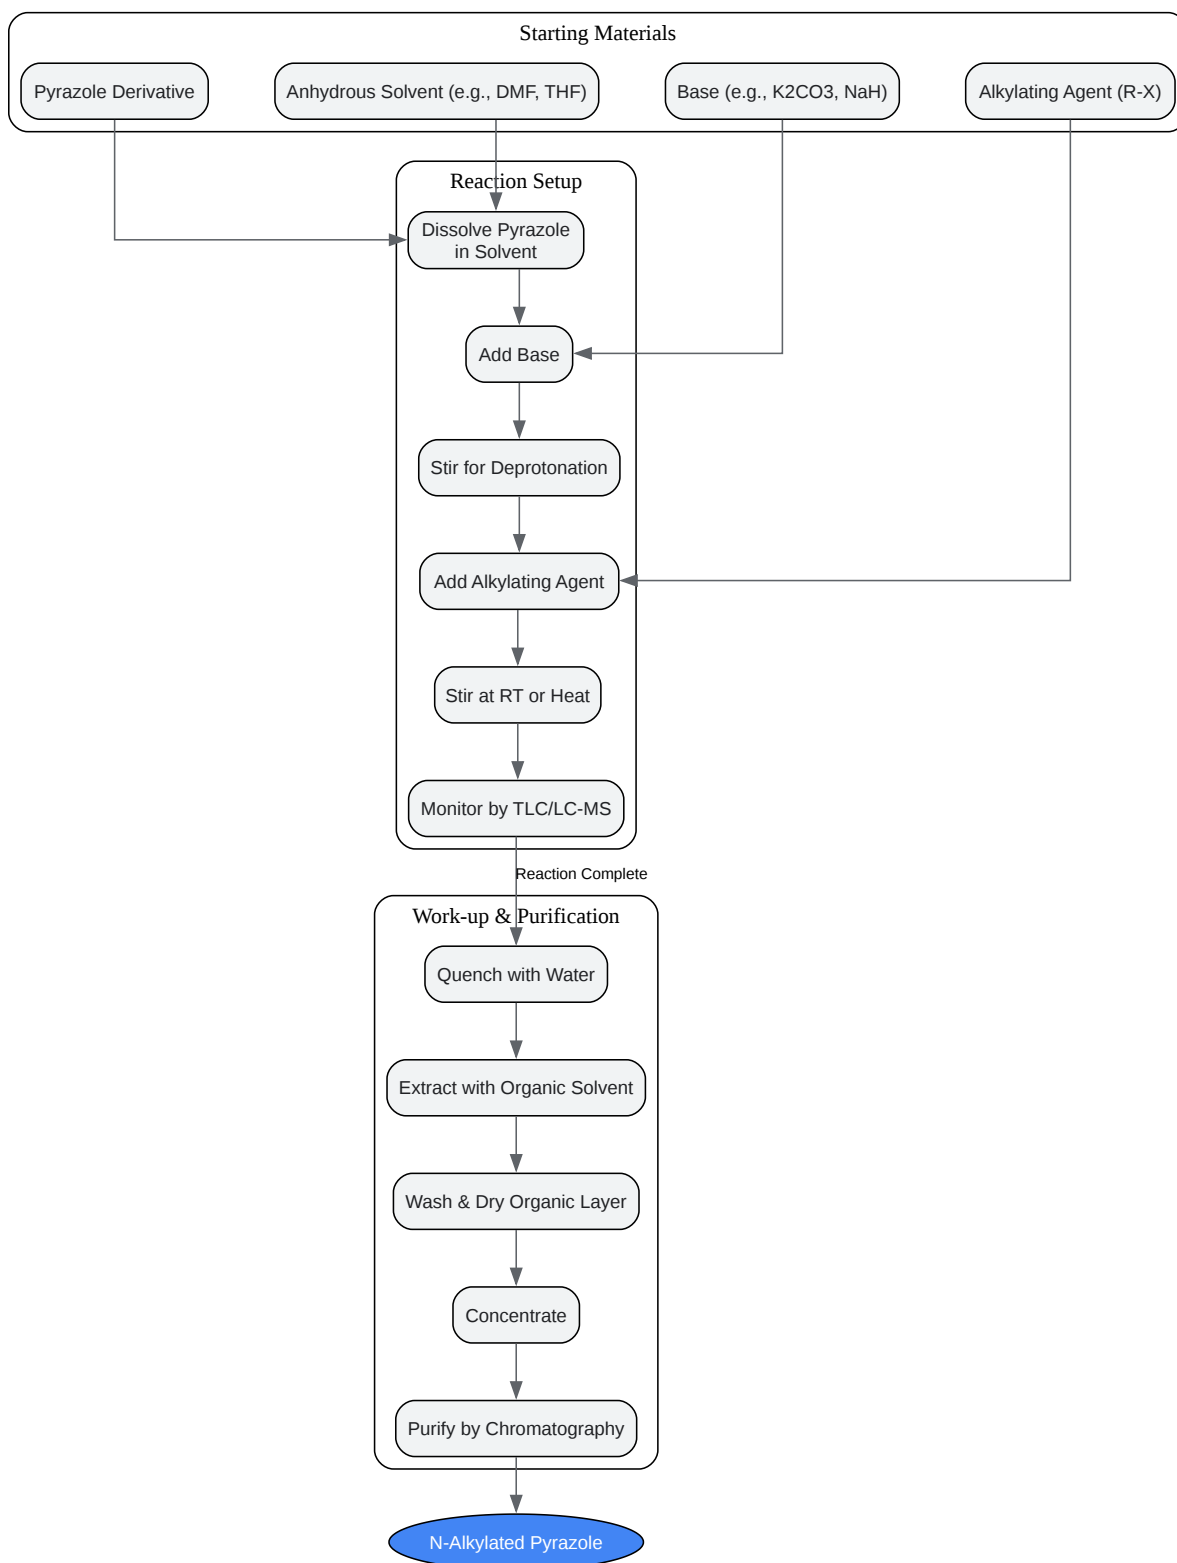 Starting Materials
Pyrazole Derivative
Anhydrous Solvent (e.g., DMF, THF)
Base (e.g., K2CO3, NaH)
Alkylating Agent (R-X)
Reaction Setup
Dissolve Pyrazole
in Solvent
Add Base
Stir for Deprotonation
Add Alkylating Agent
Stir at RT or Heat
Monitor by TLC/LC-MS
Reaction Complete
Work-up & Purification
Quench with Water
Extract with Organic Solvent
Wash & Dry Organic Layer
Concentrate
Purify by Chromatography
N-Alkylated Pyrazole